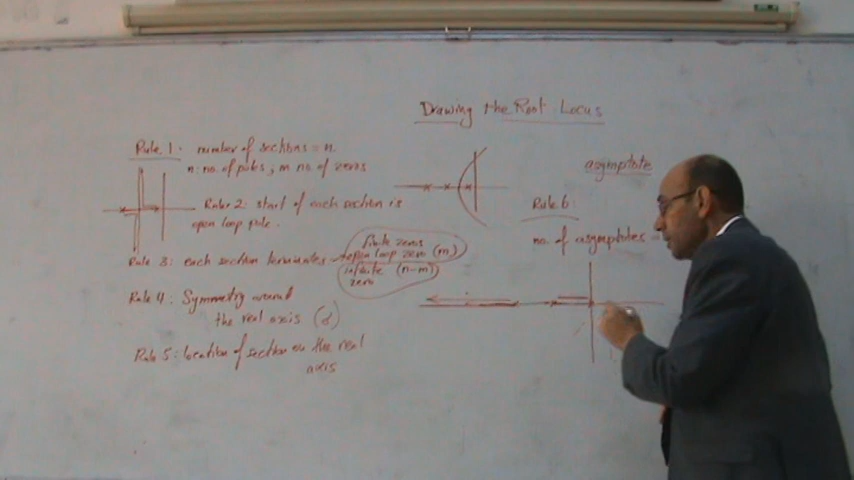 Drawing the Root Locus
Rule 1: number of sections = n.
n: no. of poles, m no. of zeros
Rule 2: start of each section is
open loop pole.
Rule 3: each section terminates
finite zeros
open loop zero (m)
infinite (n-m)
zero
Rule 4: Symmetry around
the real axis (σ)
Rule 5: location of section on the real
axis
asymptote
Rule 6:
no. of asymptotes =